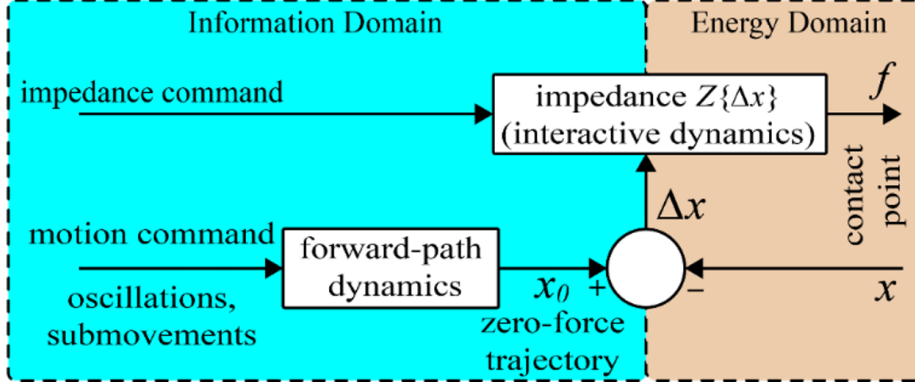 Information Domain
Energy Domain
impedance command
impedance Z{Δx}
(interactive dynamics)
f
contact
point
Δx
motion command
forward-path
dynamics
oscillations,
submovements
x₀ +
−
x
zero-force
trajectory